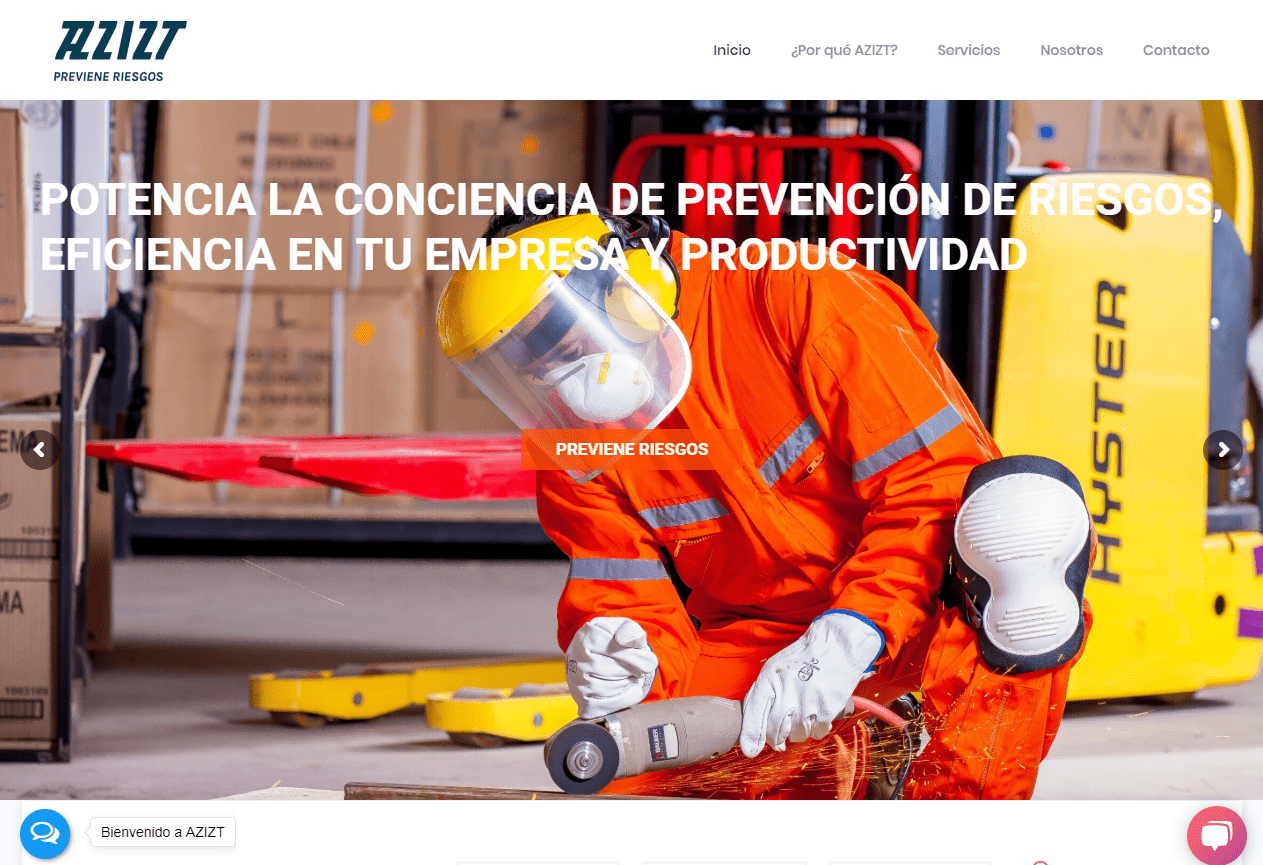 AZIZT
PREVIENE RIESGOS
Inicio
¿Por qué AZIZT?
Servicios
Nosotros
Contacto
POTENCIA LA CONCIENCIA DE PREVENCIÓN DE RIESGOS,
EFICIENCIA EN TU EMPRESA Y PRODUCTIVIDAD
PREVIENE RIESGOS
HYSTER
Bienvenido a AZIZT